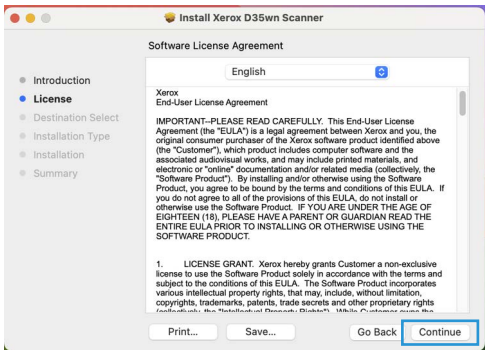 Install Xerox D35wn Scanner
Software License Agreement
Introduction
License
Destination Select
Installation Type
Installation
Summary
English
Xerox
End-User License Agreement
IMPORTANT--PLEASE READ CAREFULLY.  This End-User License
Agreement (the "EULA") is a legal agreement between Xerox and you, the
original consumer purchaser of the Xerox software product identified above
(the "Customer"), which product includes computer software and the
associated audiovisual works, and may include printed materials, and
electronic or "online" documentation and/or related media (collectively, the
"Software Product").  By installing and/or otherwise using the Software
Product, you agree to be bound by the terms and conditions of this EULA.  If
you do not agree to all of the provisions of this EULA, do not install or
otherwise use the Software Product.  IF YOU ARE UNDER THE AGE OF
EIGHTEEN (18), PLEASE HAVE A PARENT OR GUARDIAN READ THE
ENTIRE EULA PRIOR TO INSTALLING OR OTHERWISE USING THE
SOFTWARE PRODUCT.
1. LICENSE GRANT.  Xerox hereby grants Customer a non-exclusive
license to use the Software Product solely in accordance with the terms and
subject to the conditions of this EULA.  The Software Product incorporates
various intellectual property rights, that may, include, without limitation,
copyrights, trademarks, patents, trade secrets and other proprietary rights
(collectively, the "Intellectual Property Rights").  While Customer owns the
Print...
Save...
Go Back
Continue